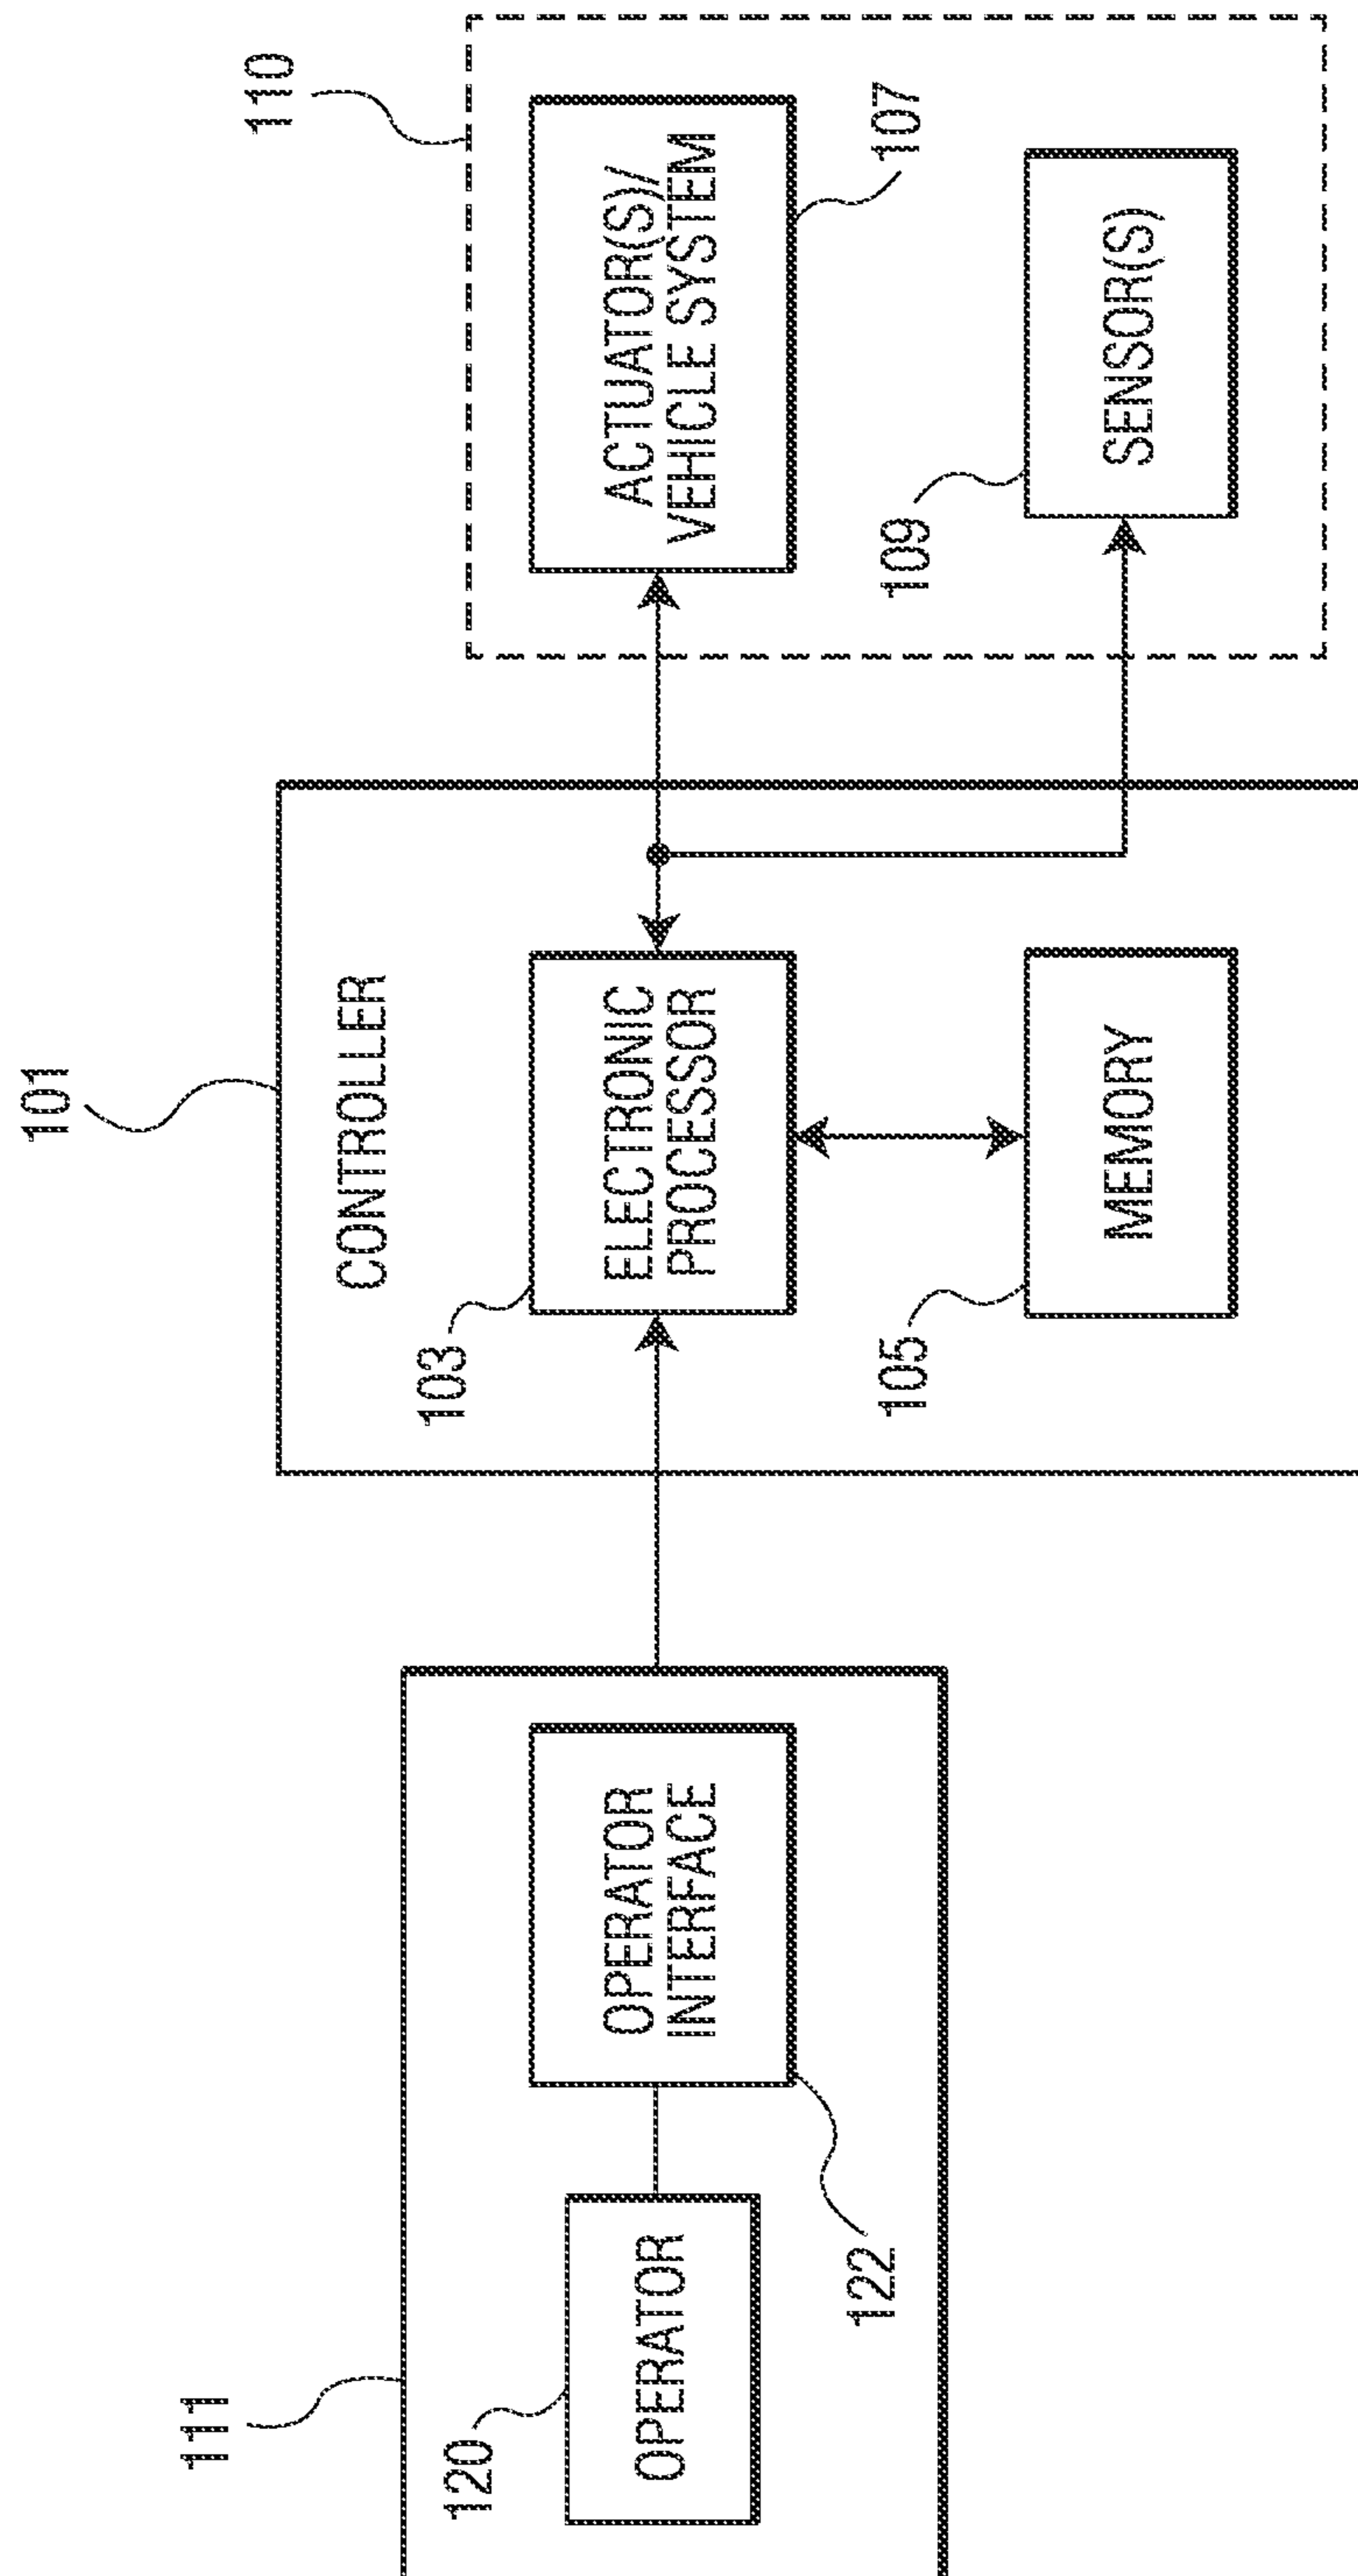 111
120
OPERATOR
OPERATOR
INTERFACE
122
101
CONTROLLER
103
ELECTRONIC
PROCESSOR
105
MEMORY
110
ACTUATOR(S)/
VEHICLE SYSTEM
107
109
SENSOR(S)